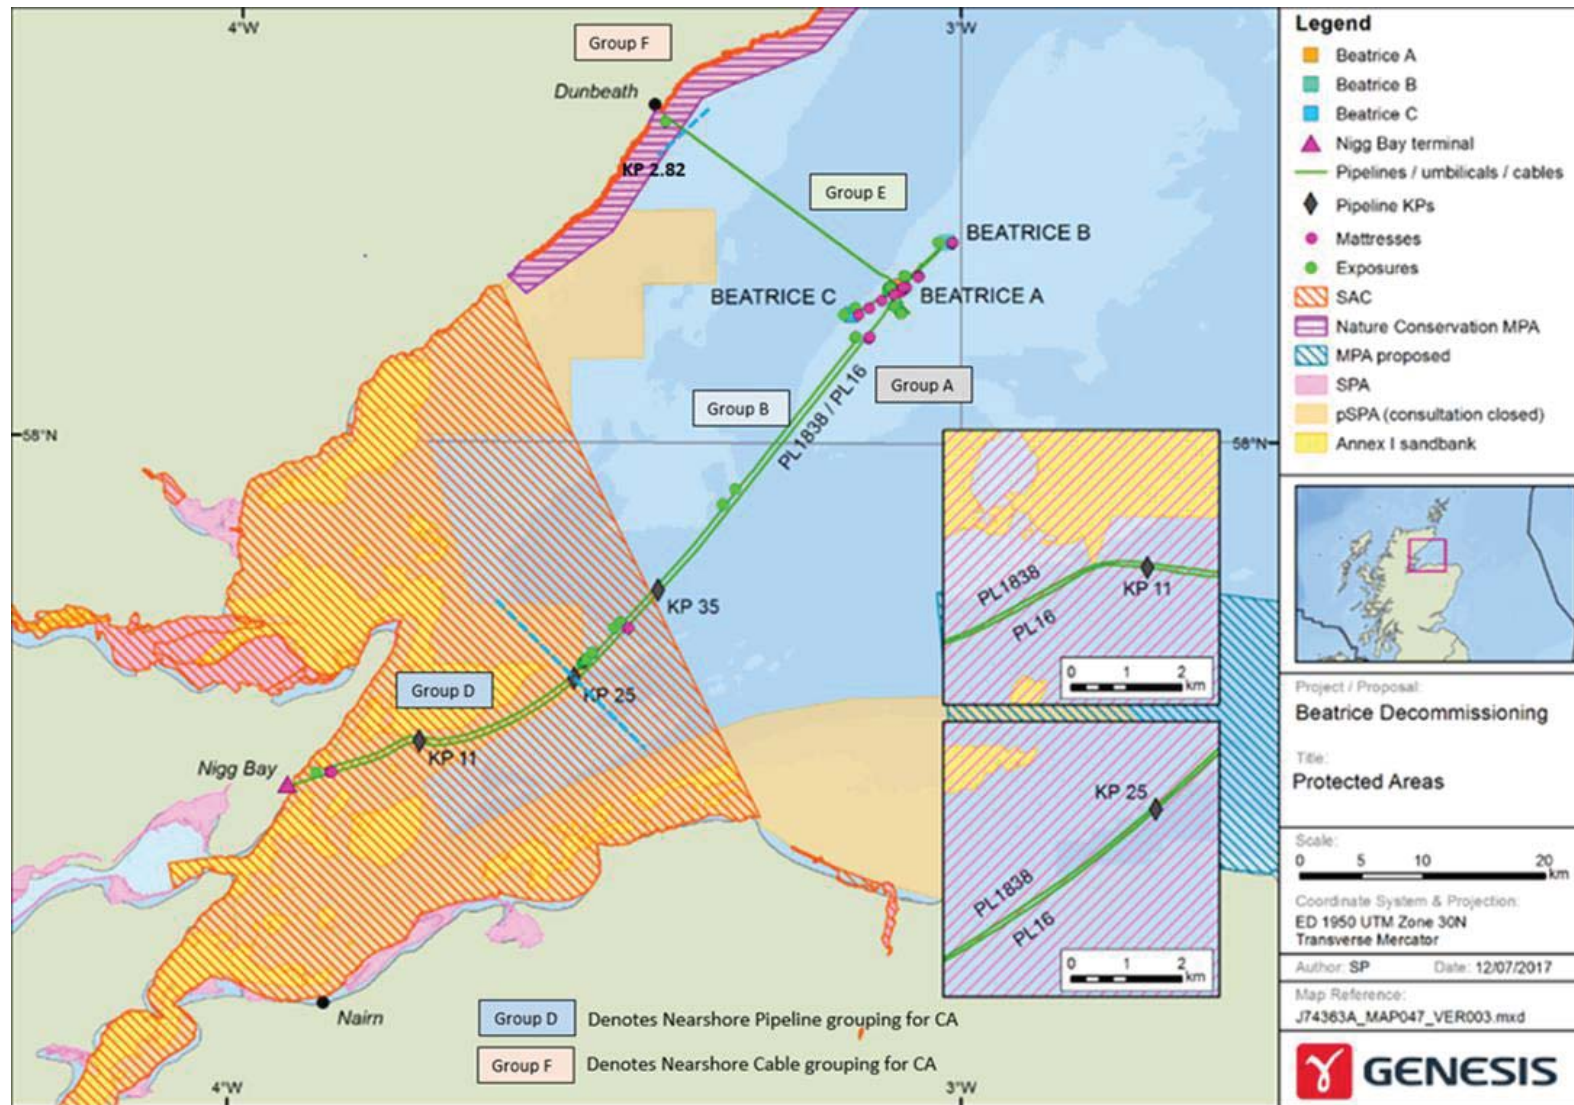 4°W
3°W
Group F
Dunbeath
KP 2.82
Group E
BEATRICE B
BEATRICE C
BEATRICE A
Group A
Group B
PL1838 / PL16
58°N
58°N
KP 35
Group D
KP 25
KP 11
Nigg Bay
Nairn
PL1838
PL16
KP 11
0 1 2
km
KP 25
PL1838
PL16
0 1 2
km
Group D Denotes Nearshore Pipeline grouping for CA
Group F Denotes Nearshore Cable grouping for CA
4°W
3°W
Legend
Beatrice A
Beatrice B
Beatrice C
Nigg Bay terminal
Pipelines / umbilicals / cables
Pipeline KPs
Mattresses
Exposures
SAC
Nature Conservation MPA
MPA proposed
SPA
pSPA (consultation closed)
Annex I sandbank
Project / Proposal:
Beatrice Decommissioning
Title:
Protected Areas
Scale:
0 5 10 20
km
Coordinate System & Projection:
ED 1950 UTM Zone 30N
Transverse Mercator
Author: SP Date: 12/07/2017
Map Reference:
J74363A_MAP047_VER003.mxd
GENESIS